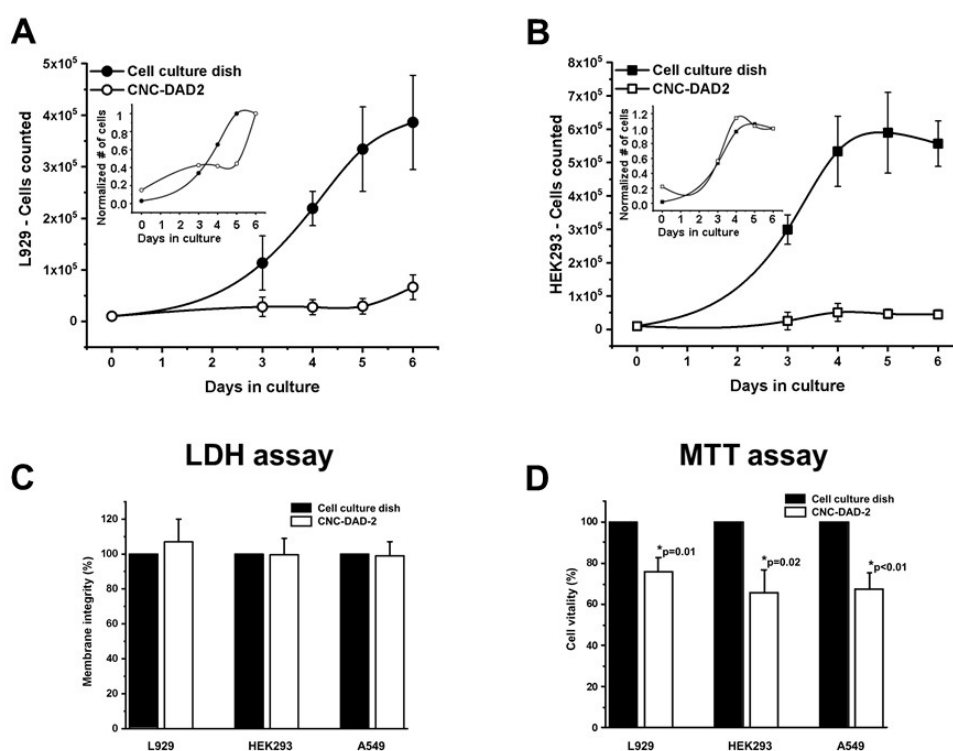 A
L929 - Cells counted
5x10⁵
4x10⁵
3x10⁵
2x10⁵
1x10⁵
0
Cell culture dish
CNC-DAD2
Normalized # of cells
1
0.8
0.6
0.4
0.2
0.0
0 1 2 3 4 5 6
Days in culture
0 1 2 3 4 5 6
Days in culture
B
HEK293 - Cells counted
8x10⁵
7x10⁵
6x10⁵
5x10⁵
4x10⁵
3x10⁵
2x10⁵
1x10⁵
0
Cell culture dish
CNC-DAD2
Normalized # of cells
1.2
1.0
0.8
0.6
0.4
0.2
0.0
0 1 2 3 4 5 6
Days in culture
0 1 2 3 4 5 6
Days in culture
C
LDH assay
Membrane integrity (%)
120
100
80
60
40
20
0
Cell culture dish
CNC-DAD-2
L929 HEK293 A549
D
MTT assay
Cell vitality (%)
100
80
60
40
20
0
Cell culture dish
CNC-DAD-2
*p=0.01
*p=0.02
*p<0.01
L929 HEK293 A549